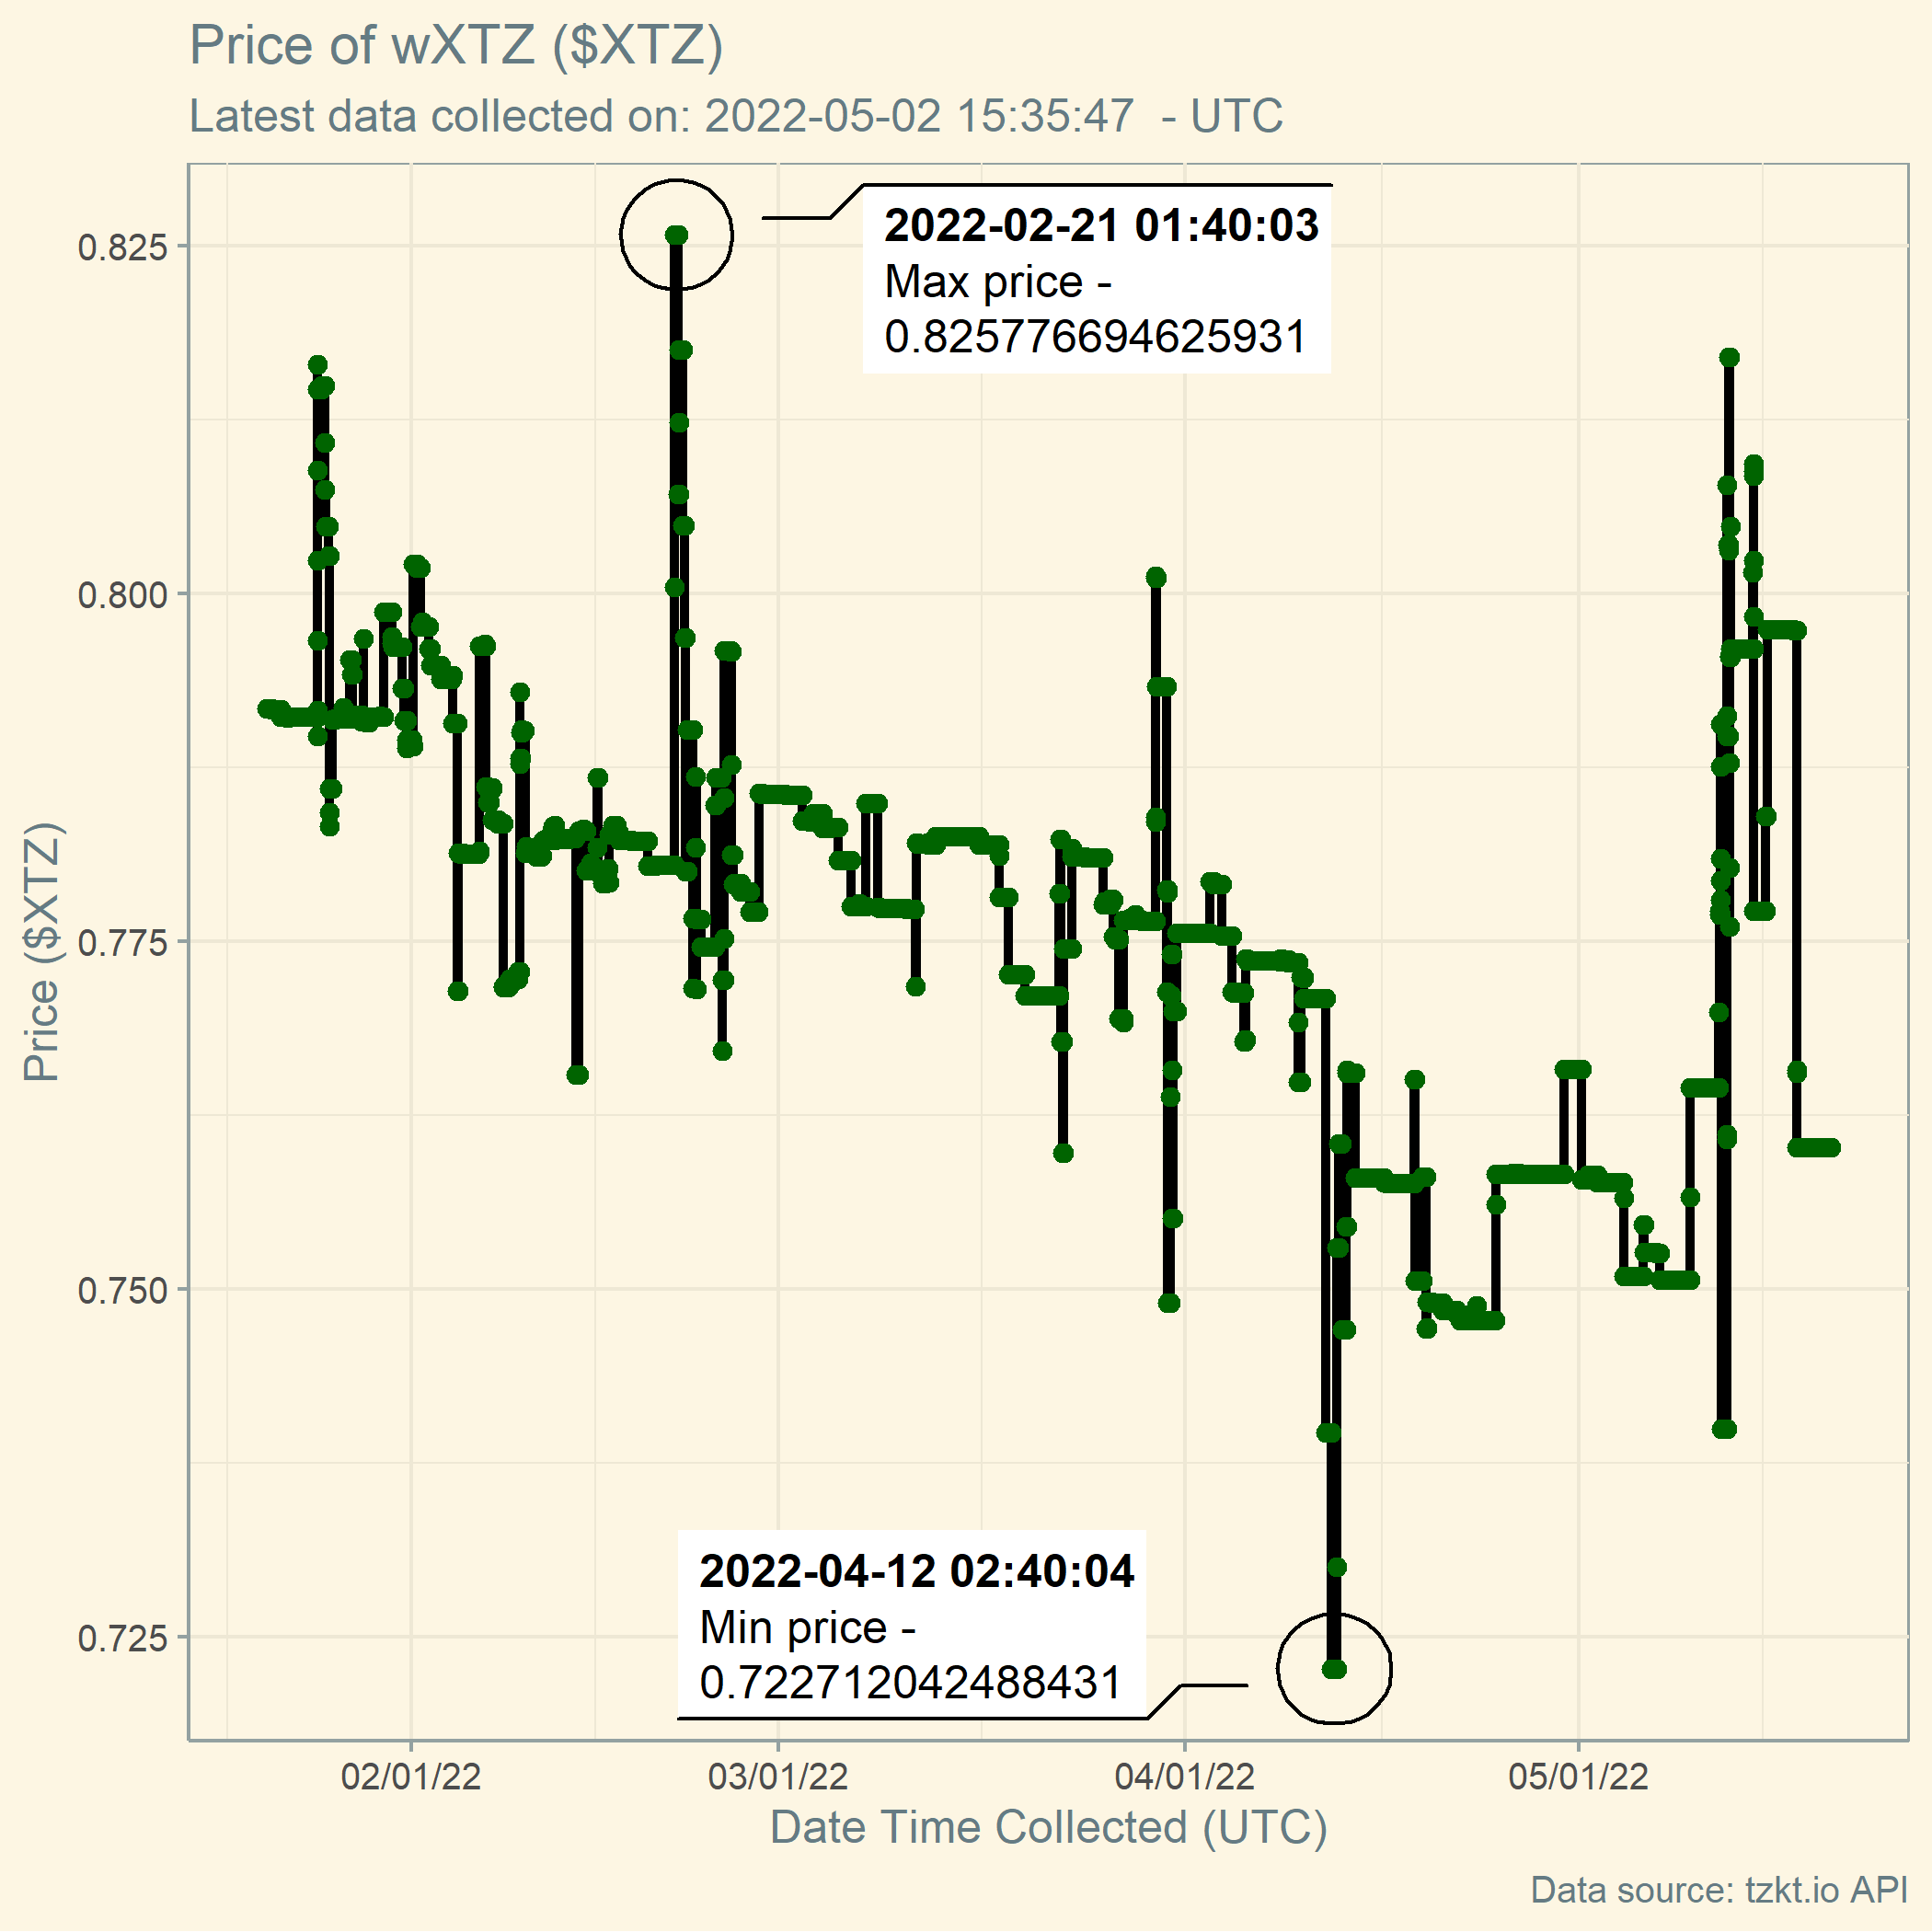 Price of wXTZ ($XTZ)
Latest data collected on: 2022-05-02 15:35:47  - UTC
2022-02-21 01:40:03
Max price -
0.825776694625931
0.825
0.800
0.775
0.750
0.725
Price ($XTZ)
2022-04-12 02:40:04
Min price -
0.722712042488431
02/01/22
03/01/22
04/01/22
05/01/22
Date Time Collected (UTC)
Data source: tzkt.io API